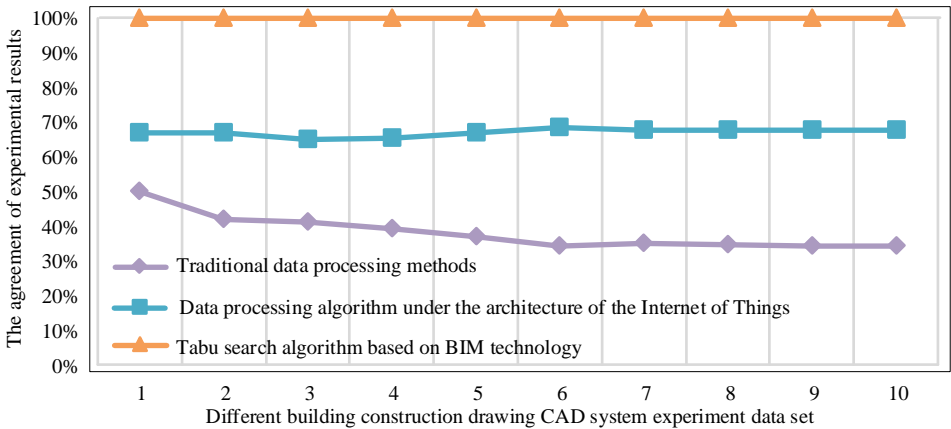 The agreement of experimental results
100%
90%
80%
70%
60%
50%
40%
30%
20%
10%
0%
Traditional data processing methods
Data processing algorithm under the architecture of the Internet of Things
Tabu search algorithm based on BIM technology
1 2 3 4 5 6 7 8 9 10
Different building construction drawing CAD system experiment data set